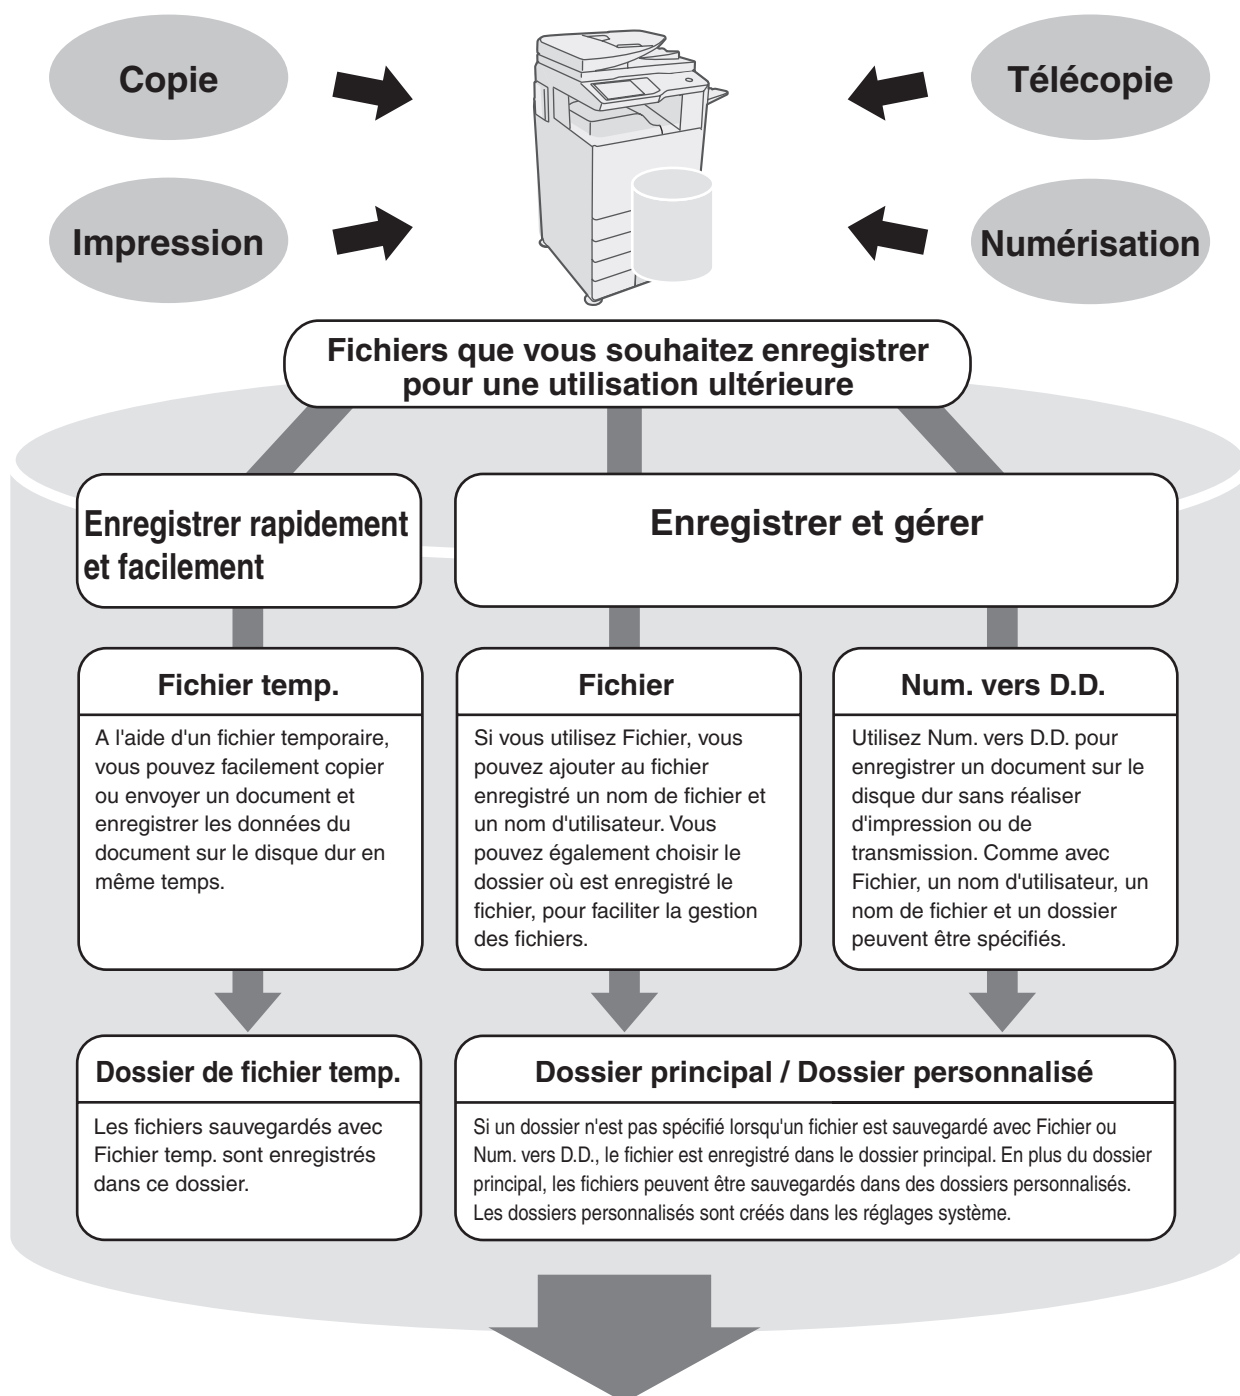 Copie
Télécopie
Impression
Numérisation
Fichiers que vous souhaitez enregistrer
pour une utilisation ultérieure
Enregistrer rapidement
et facilement
Enregistrer et gérer
Fichier temp.
A l'aide d'un fichier temporaire,
vous pouvez facilement copier
ou envoyer un document et
enregistrer les données du
document sur le disque dur en
même temps.
Fichier
Si vous utilisez Fichier, vous
pouvez ajouter au fichier
enregistré un nom de fichier et
un nom d'utilisateur. Vous
pouvez également choisir le
dossier où est enregistré le
fichier, pour faciliter la gestion
des fichiers.
Num. vers D.D.
Utilisez Num. vers D.D. pour
enregistrer un document sur le
disque dur sans réaliser
d'impression ou de
transmission. Comme avec
Fichier, un nom d'utilisateur, un
nom de fichier et un dossier
peuvent être spécifiés.
Dossier de fichier temp.
Les fichiers sauvegardés avec
Fichier temp. sont enregistrés
dans ce dossier.
Dossier principal / Dossier personnalisé
Si un dossier n'est pas spécifié lorsqu'un fichier est sauvegardé avec Fichier ou
Num. vers D.D., le fichier est enregistré dans le dossier principal. En plus du dossier
principal, les fichiers peuvent être sauvegardés dans des dossiers personnalisés.
Les dossiers personnalisés sont créés dans les réglages système.